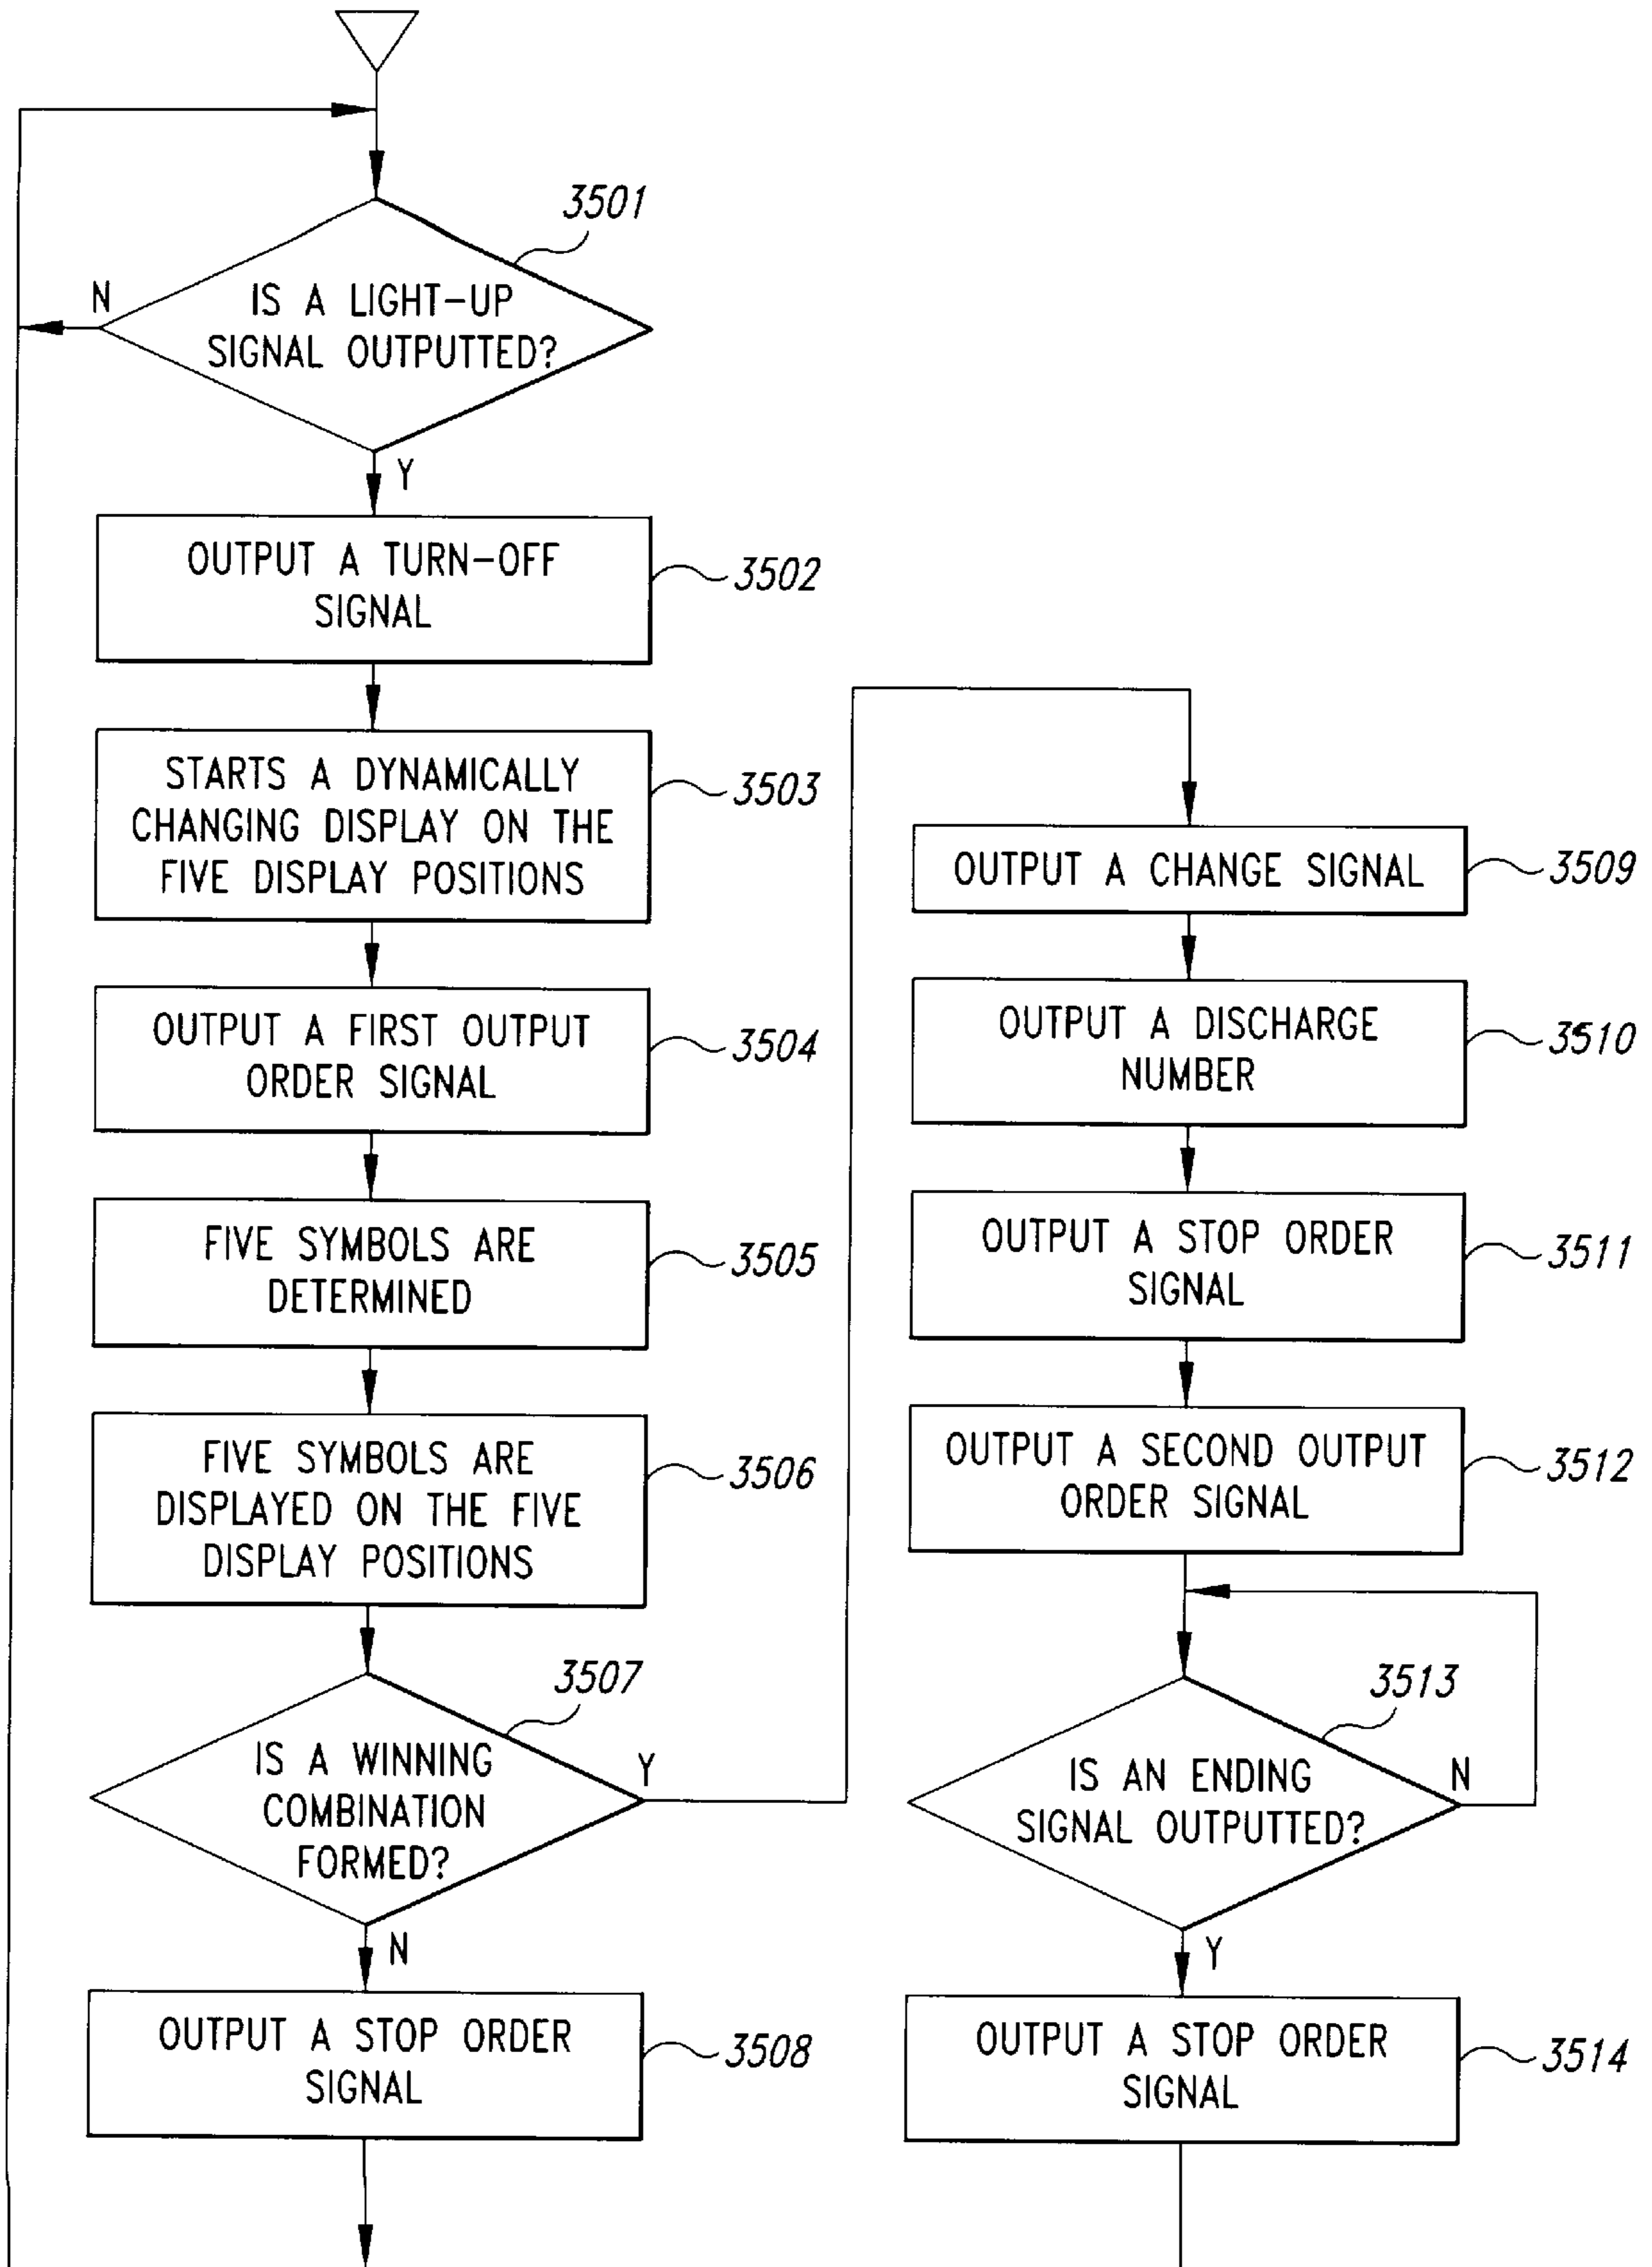 3501
N
IS A LIGHT-UP
SIGNAL OUTPUTTED?
Y
OUTPUT A TURN-OFF
SIGNAL
3502
STARTS A DYNAMICALLY
CHANGING DISPLAY ON THE
FIVE DISPLAY POSITIONS
3503
OUTPUT A FIRST OUTPUT
ORDER SIGNAL
3504
FIVE SYMBOLS ARE
DETERMINED
3505
FIVE SYMBOLS ARE
DISPLAYED ON THE FIVE
DISPLAY POSITIONS
3506
3507
IS A WINNING
COMBINATION
FORMED?
Y
N
OUTPUT A STOP ORDER
SIGNAL
3508
OUTPUT A CHANGE SIGNAL
3509
OUTPUT A DISCHARGE
NUMBER
3510
OUTPUT A STOP ORDER
SIGNAL
3511
OUTPUT A SECOND OUTPUT
ORDER SIGNAL
3512
3513
IS AN ENDING
SIGNAL OUTPUTTED?
N
Y
OUTPUT A STOP ORDER
SIGNAL
3514